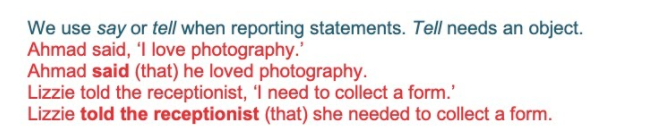 We use say or tell when reporting statements. Tell needs an object.
Ahmad said, ‘I love photography.’
Ahmad said (that) he loved photography.
Lizzie told the receptionist, ‘I need to collect a form.’
Lizzie told the receptionist (that) she needed to collect a form.